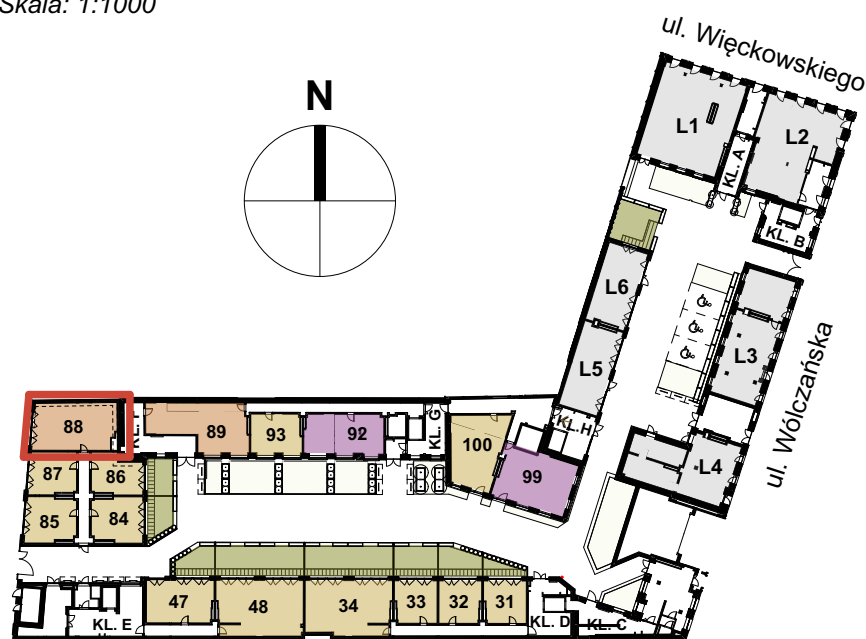 Skala: 1:1000
ul. Więckowskiego
N
L1
L2
KL. A
KL. B
L6
L3
L5
ul. Wólczańska
KL.H
L4
88
89
93
92
KL. G
100
99
87
86
85
84
47
48
34
33
32
31
KL. E
KL. D
KL. C